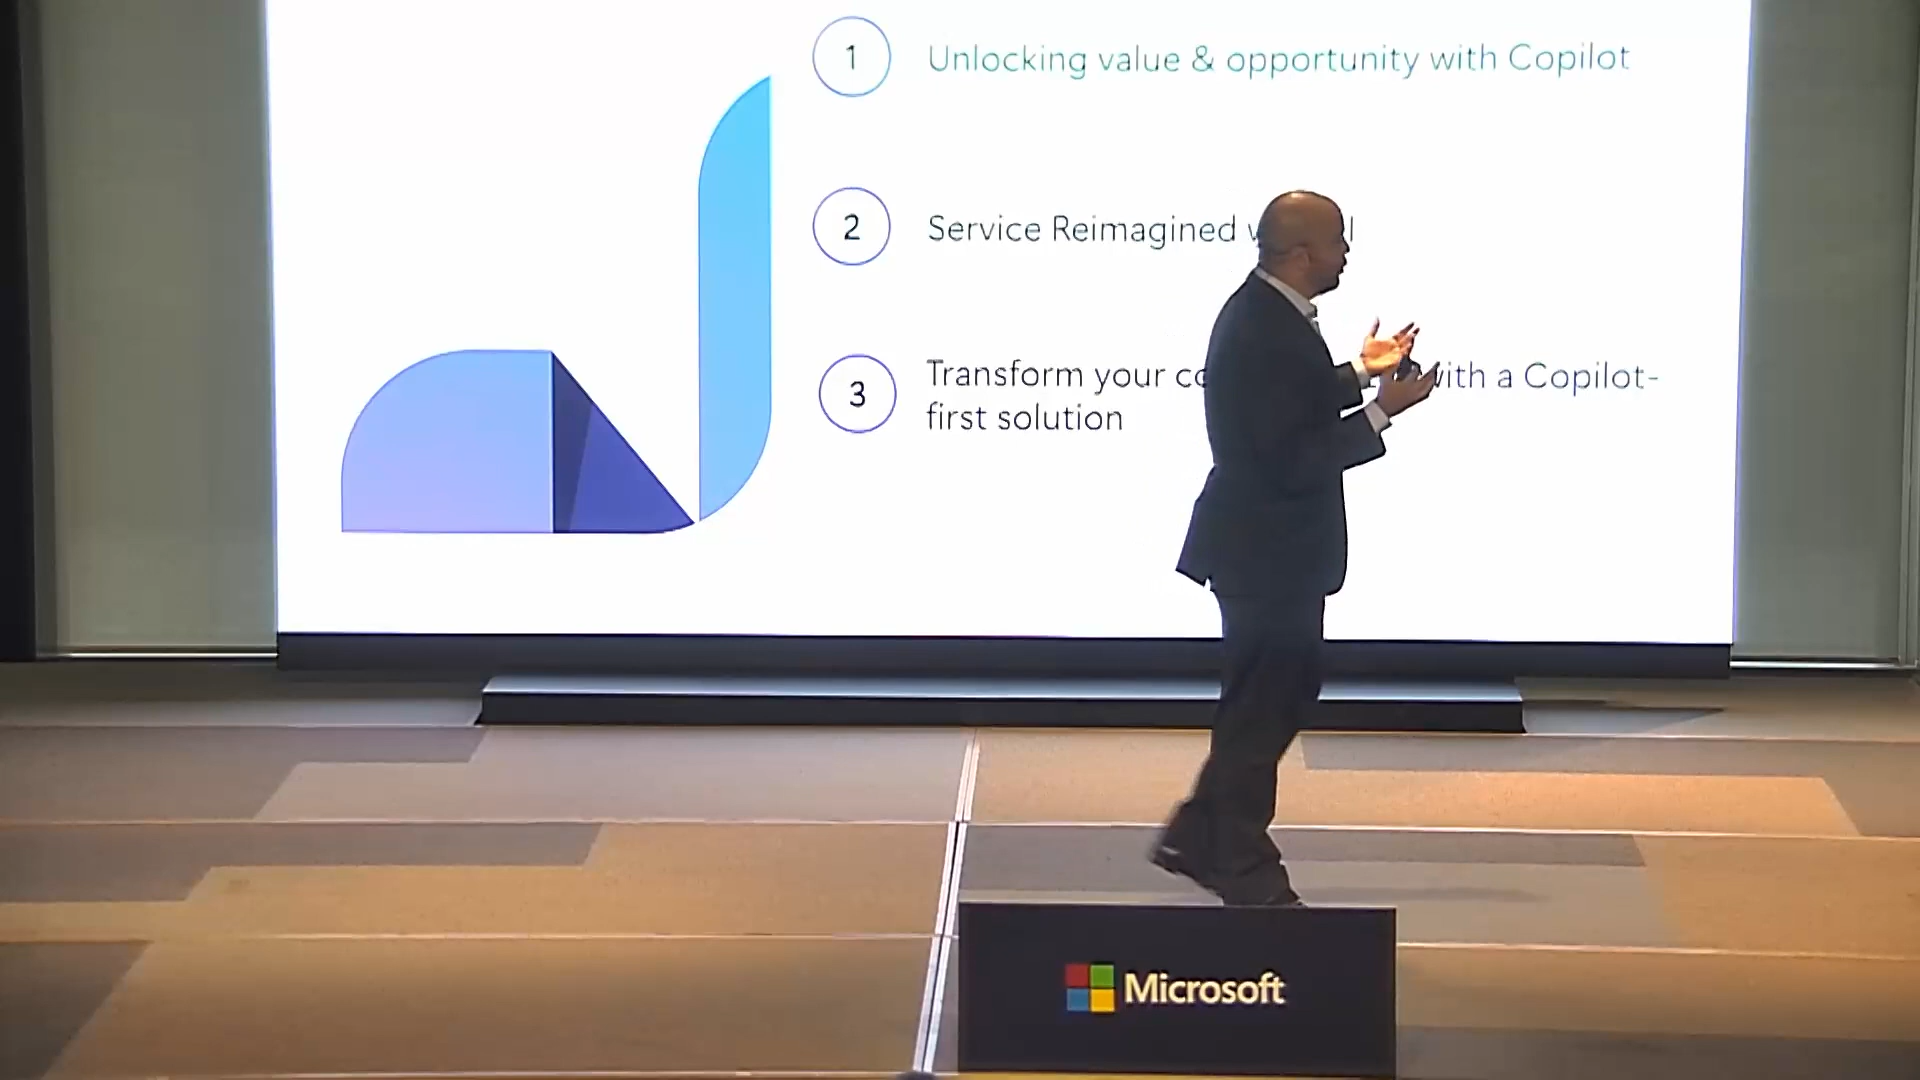 1 Unlocking value & opportunity with Copilot
2 Service Reimagined
3 Transform your with a Copilot-
first solution
Microsoft